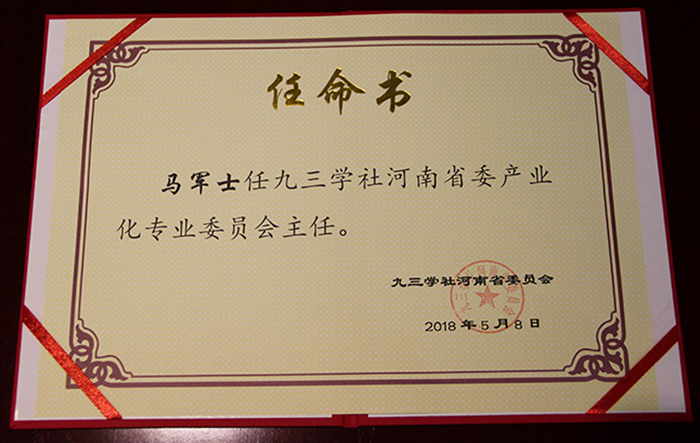 任命书
马军士任九三学社河南省委产业
化专业委员会主任。
九三学社河南省委员会
2018年5月8日